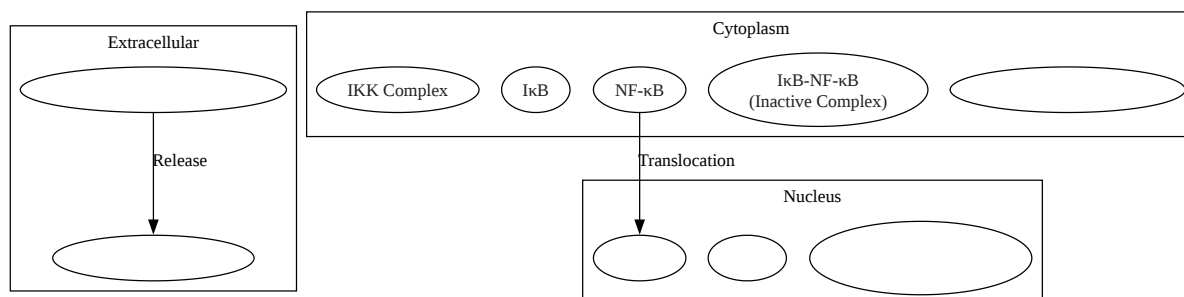 Extracellular
Cytoplasm
IKK Complex
IκB
NF-κB
IκB-NF-κB
(Inactive Complex)
Release
Translocation
Nucleus